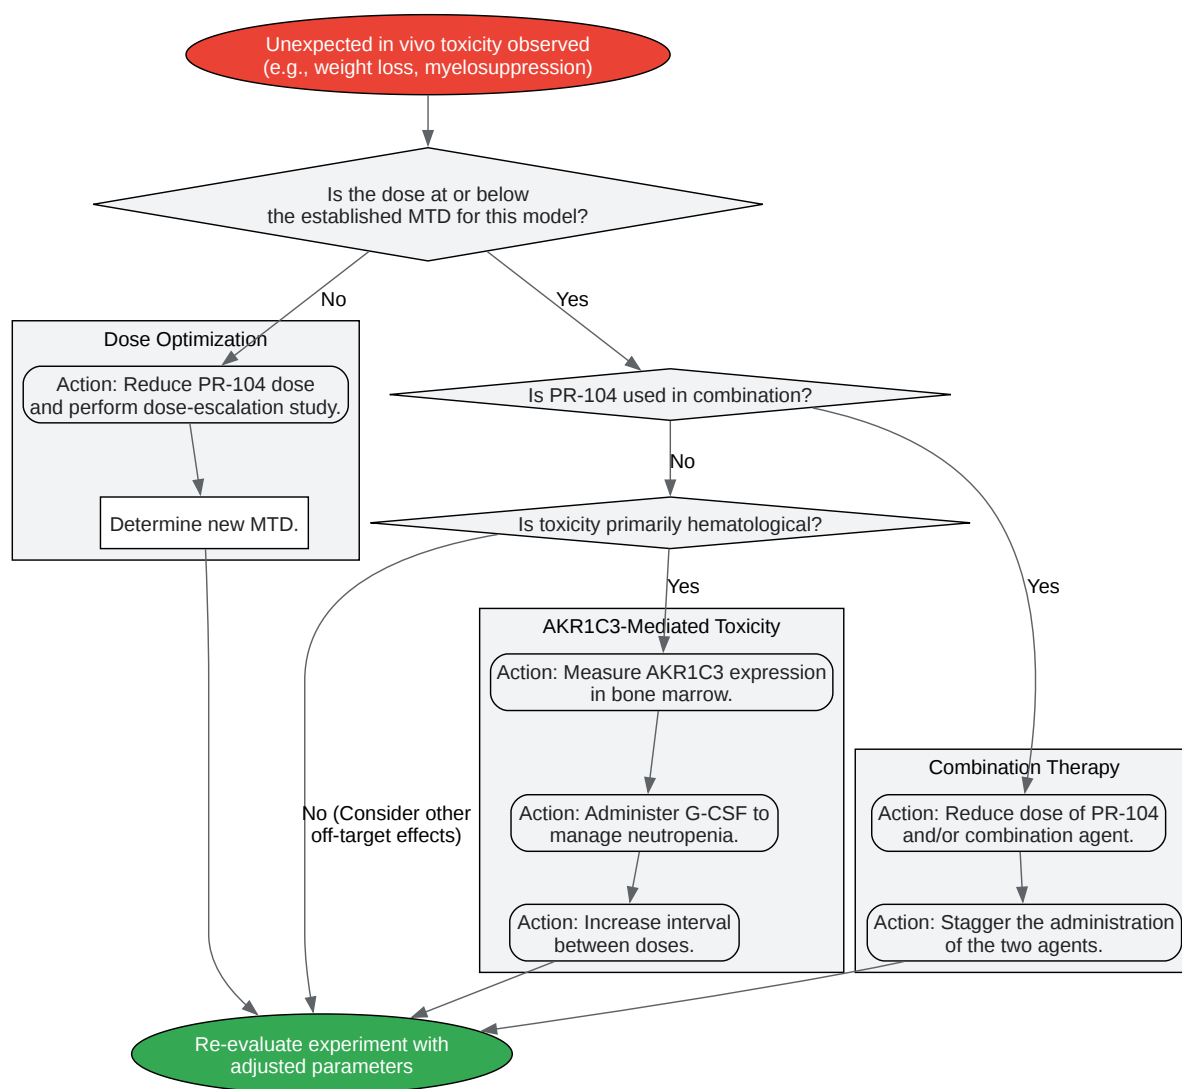 Unexpected in vivo toxicity observed
(e.g., weight loss, myelosuppression)
Is the dose at or below
the established MTD for this model?
No
Yes
Dose Optimization
Action: Reduce PR-104 dose
and perform dose-escalation study.
Is PR-104 used in combination?
No
Determine new MTD.
Is toxicity primarily hematological?
Yes
Yes
AKR1C3-Mediated Toxicity
Action: Measure AKR1C3 expression
in bone marrow.
Combination Therapy
No (Consider other
off-target effects)
Action: Administer G-CSF to
manage neutropenia.
Action: Reduce dose of PR-104
and/or combination agent.
Action: Increase interval
between doses.
Action: Stagger the administration
of the two agents.
Re-evaluate experiment with
adjusted parameters